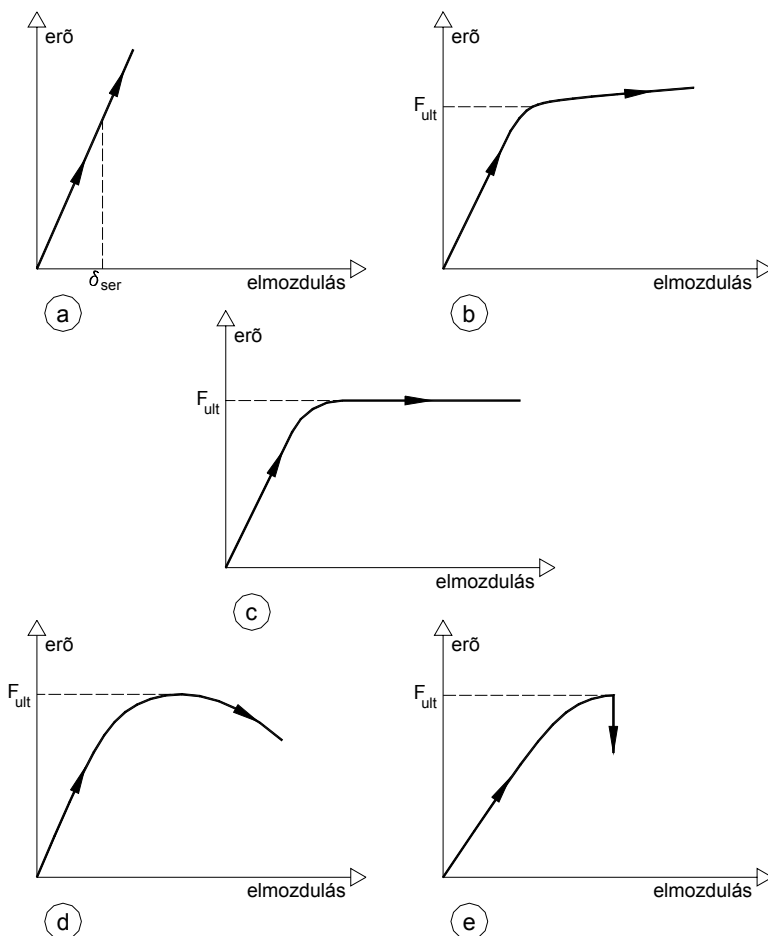 erõ
δser
elmozdulás
a
erõ
Fult
elmozdulás
b
erõ
Fult
elmozdulás
c
erõ
Fult
elmozdulás
d
erõ
Fult
elmozdulás
e